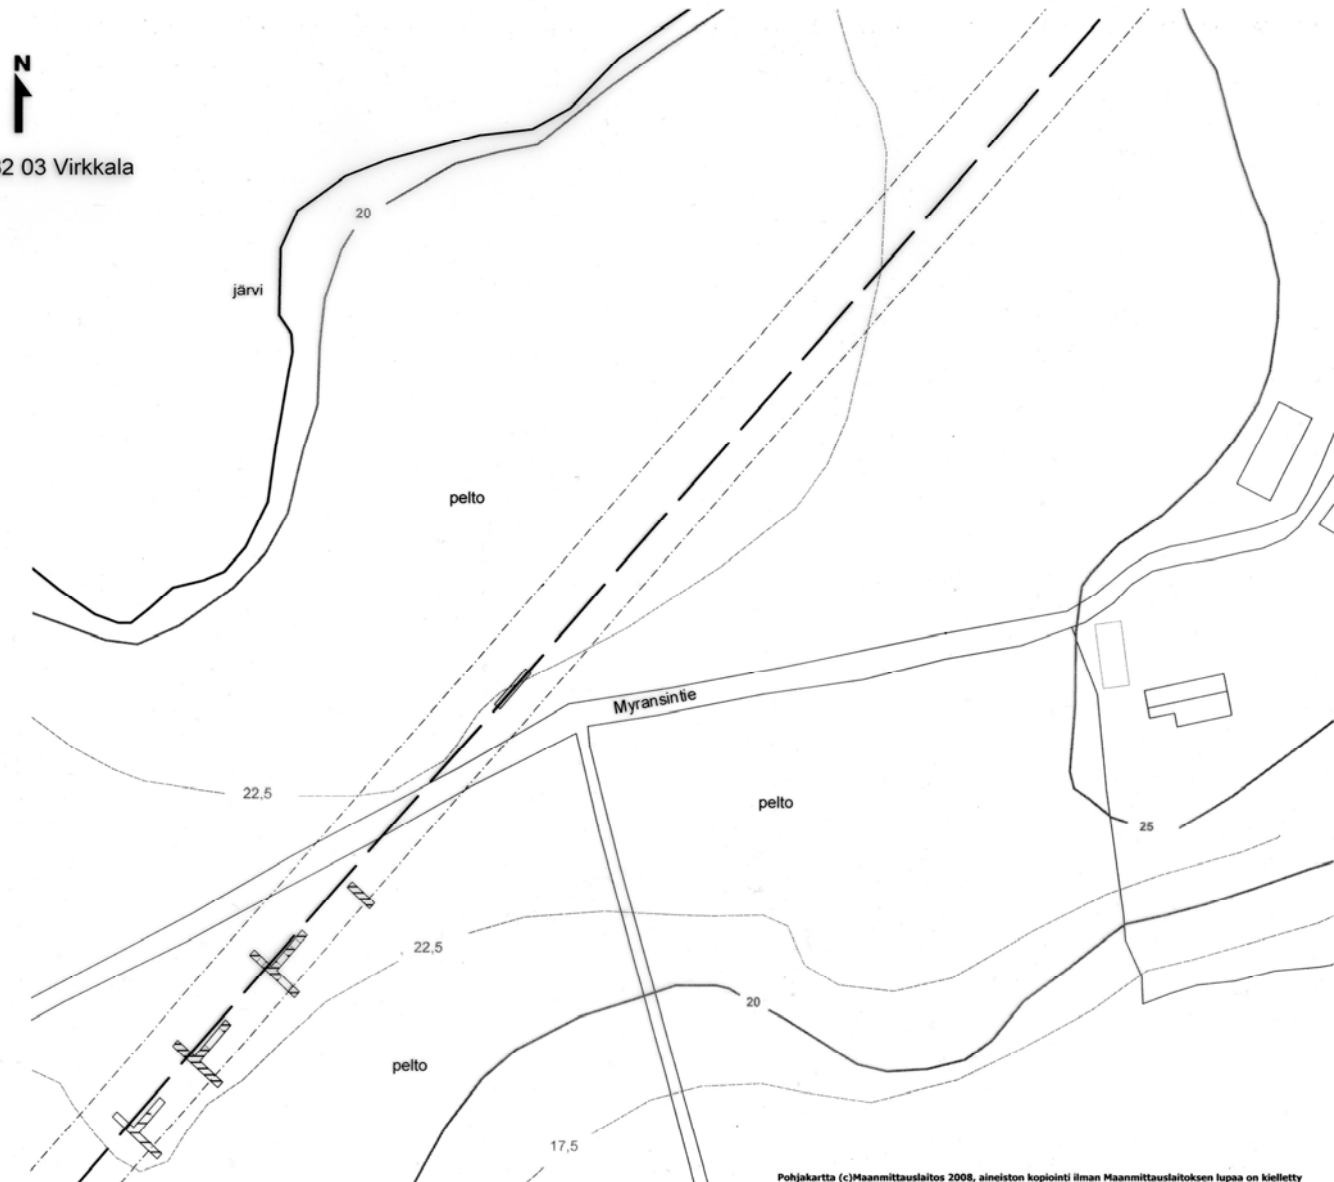 N
32 03 Virkkala
20
järvi
pelto
Myransintie
22,5
pelto
25
22,5
20
pelto
17,5
Pohjakartta (c)Maanmittauslaitos 2008, aineiston kopiointi ilman Maanmittauslaitoksen lupaa on kielletty